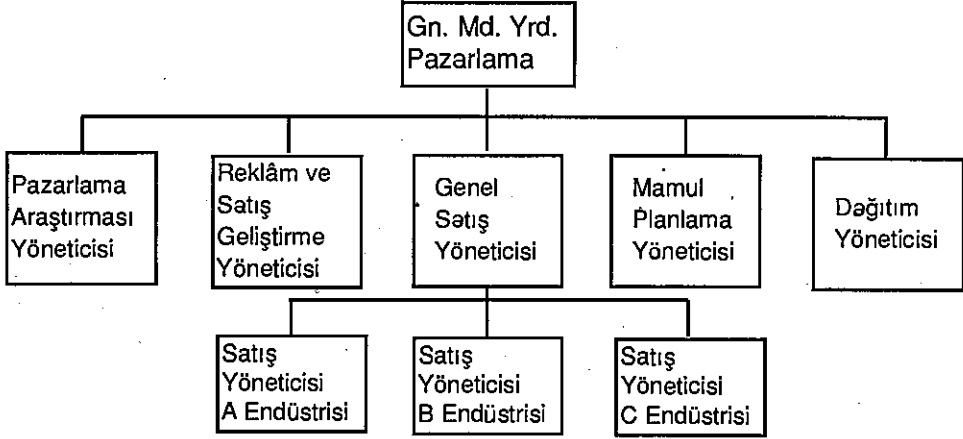 Gn. Md. Yrd.
Pazarlama
Pazarlama
Araştırması
Yöneticisi
Reklâm ve
Satış
Geliştirme
Yöneticisi
Genel
Satış
Yöneticisi
Mamul
Planlama
Yöneticisi
Dağıtım
Yöneticisi
Satış
Yöneticisi
A Endüstrisi
Satış
Yöneticisi
B Endüstrisi
Satış
Yöneticisi
C Endüstrisi